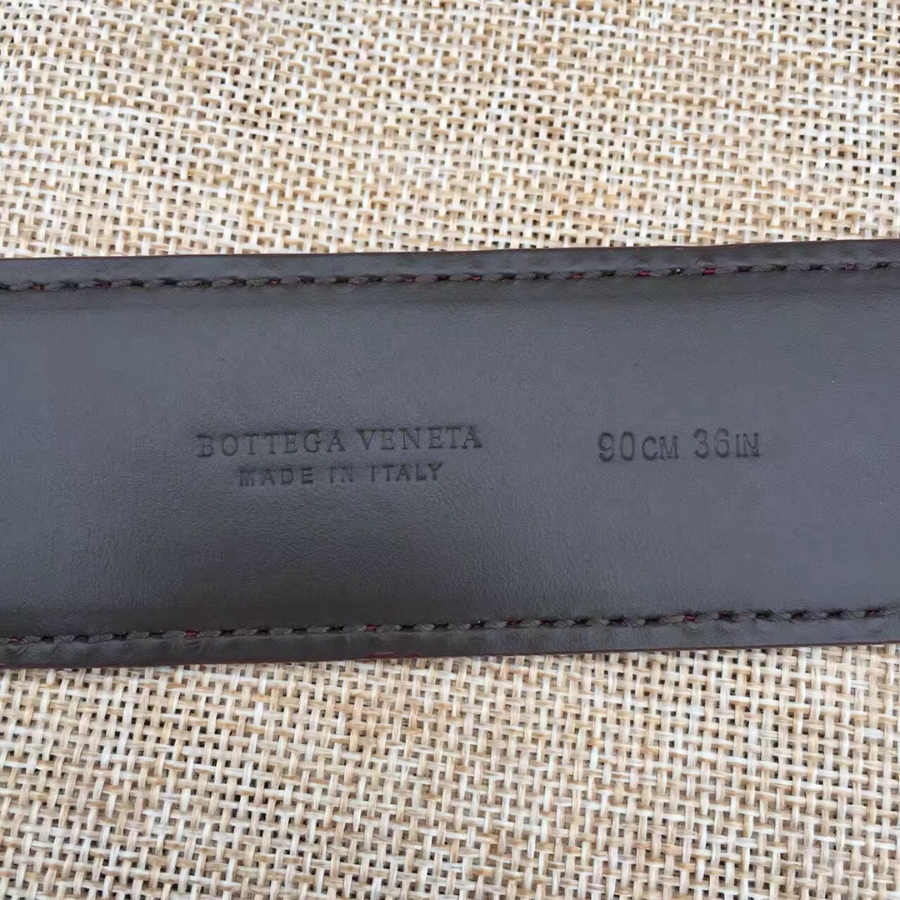 BOTTEGA VENETA
MADE IN ITALY
90CM 36IN